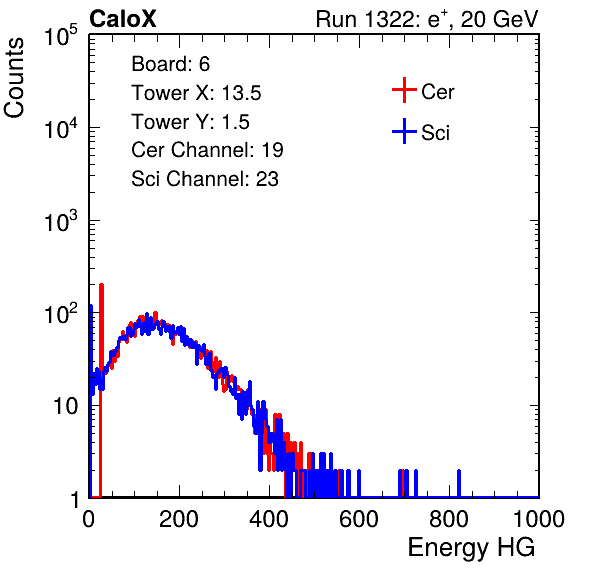 CaloX Run 1322: e⁺, 20 GeV
Counts
10⁵
10⁴
10³
10²
10
1
Board: 6
Tower X: 13.5
Tower Y: 1.5
Cer Channel: 19
Sci Channel: 23
Cer
Sci
0 200 400 600 800 1000
Energy HG